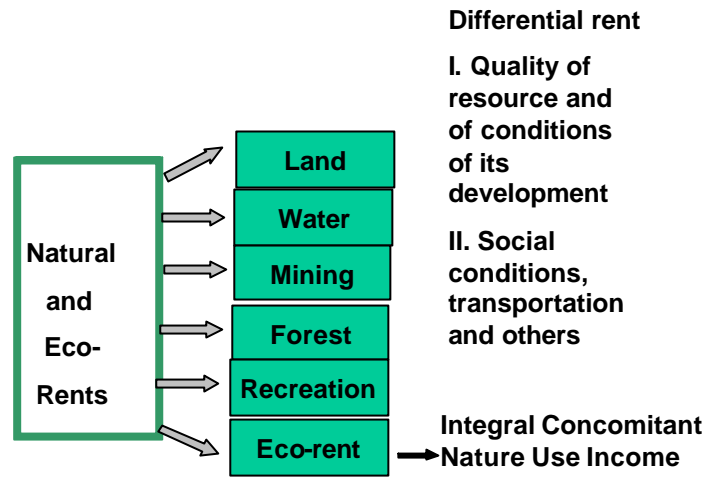 Natural
and
Eco-
Rents
Land
Water
Mining
Forest
Recreation
Eco-rent
Differential rent
I. Quality of
resource and
of conditions
of its
development
II. Social
conditions,
transportation
and others
Integral Concomitant
Nature Use Income